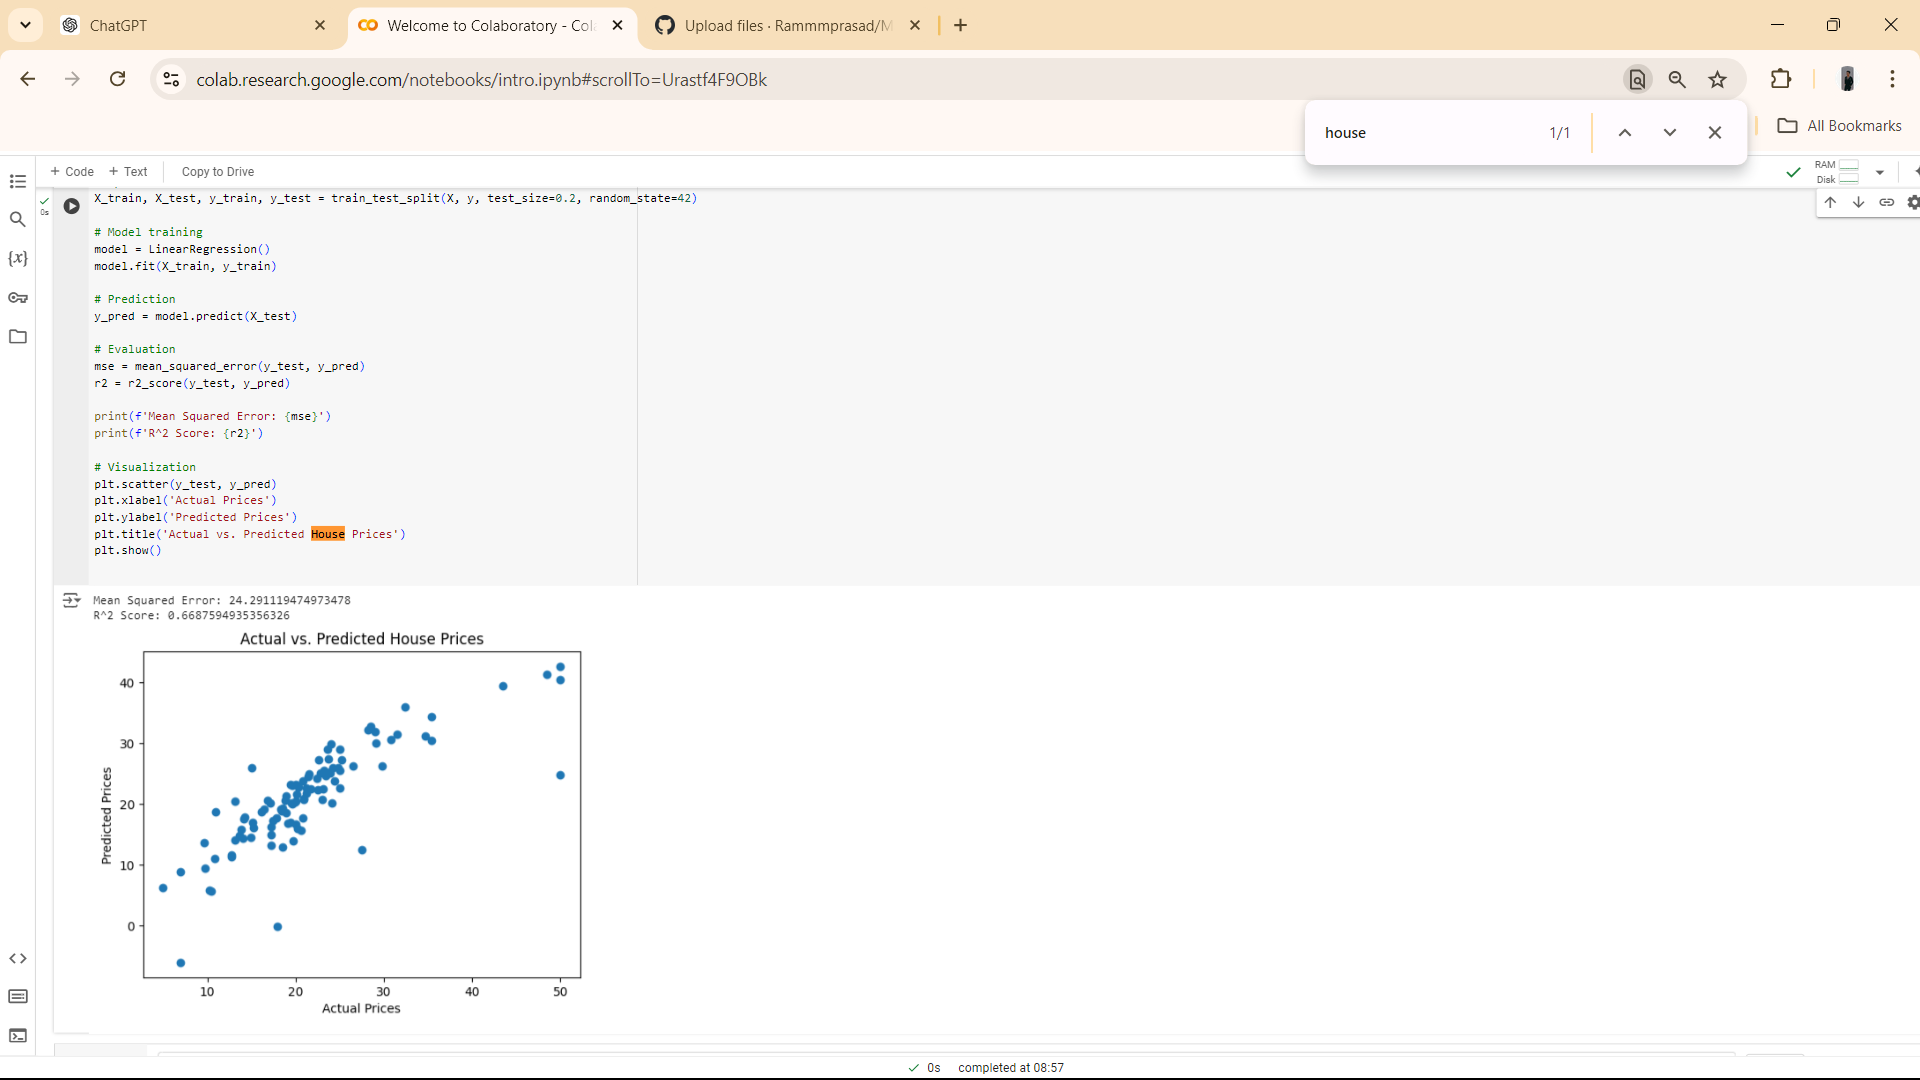 ChatGPT
Welcome to Colaboratory - Col
Upload files · Rammmprasad/M
colab.research.google.com/notebooks/intro.ipynb#scrollTo=Urastf4F9OBk
house 1/1
All Bookmarks
+ Code + Text Copy to Drive
RAM
Disk
0s
{x}
X_train, X_test, y_train, y_test = train_test_split(X, y, test_size=0.2, random_state=42)
# Model training
model = LinearRegression()
model.fit(X_train, y_train)
# Prediction
y_pred = model.predict(X_test)
# Evaluation
mse = mean_squared_error(y_test, y_pred)
r2 = r2_score(y_test, y_pred)
print(f'Mean Squared Error: {mse}')
print(f'R^2 Score: {r2}')
# Visualization
plt.scatter(y_test, y_pred)
plt.xlabel('Actual Prices')
plt.ylabel('Predicted Prices')
plt.title('Actual vs. Predicted House Prices')
plt.show()
Mean Squared Error: 24.291119474973478
R^2 Score: 0.6687594935356326
Actual vs. Predicted House Prices
Predicted Prices
40
30
20
10
0
10 20 30 40 50
Actual Prices
0s completed at 08:57